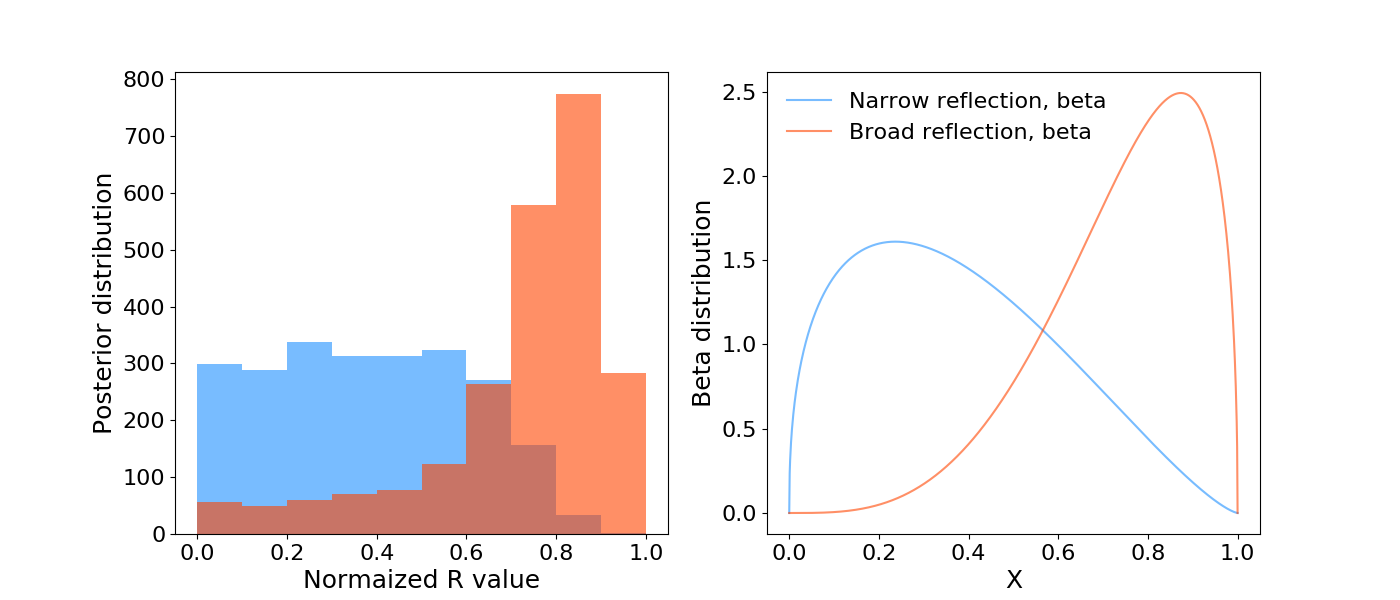 800
700
600
500
400
300
200
100
0
Posterior distribution
0.0 0.2 0.4 0.6 0.8 1.0
Normaized R value
Narrow reflection, beta
Broad reflection, beta
2.5
2.0
1.5
1.0
0.5
0.0
Beta distribution
0.0 0.2 0.4 0.6 0.8 1.0
X